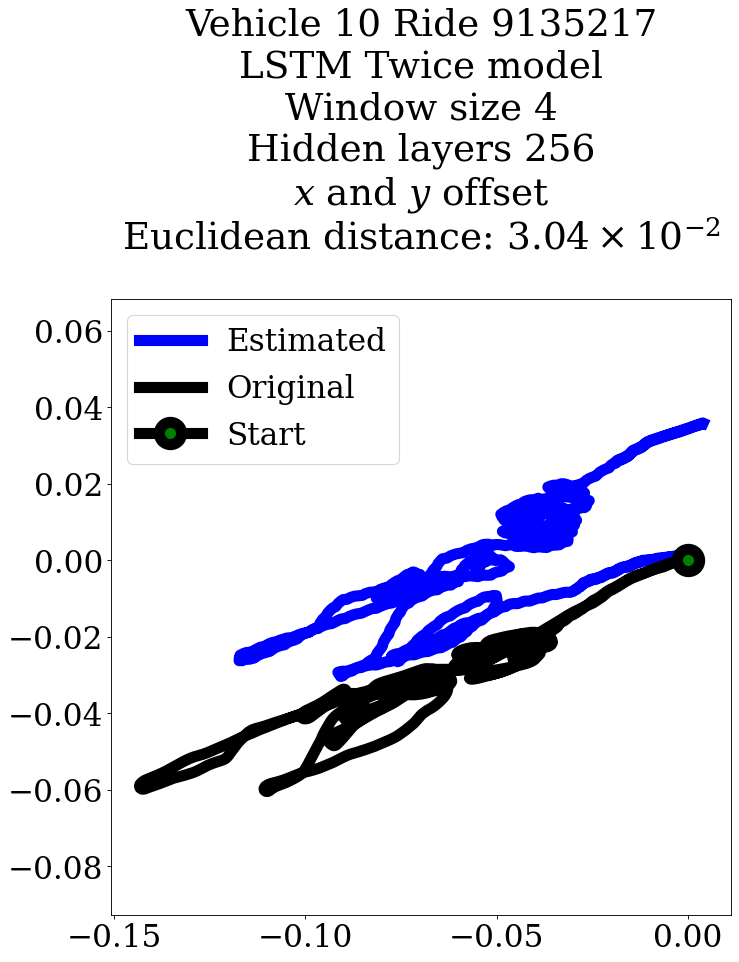 Vehicle 10 Ride 9135217
LSTM Twice model
Window size 4
Hidden layers 256
x and y offset
Euclidean distance: 3.04 × 10⁻²
Estimated
Original
Start
0.06
0.04
0.02
0.00
−0.02
−0.04
−0.06
−0.08
−0.15
−0.10
−0.05
0.00